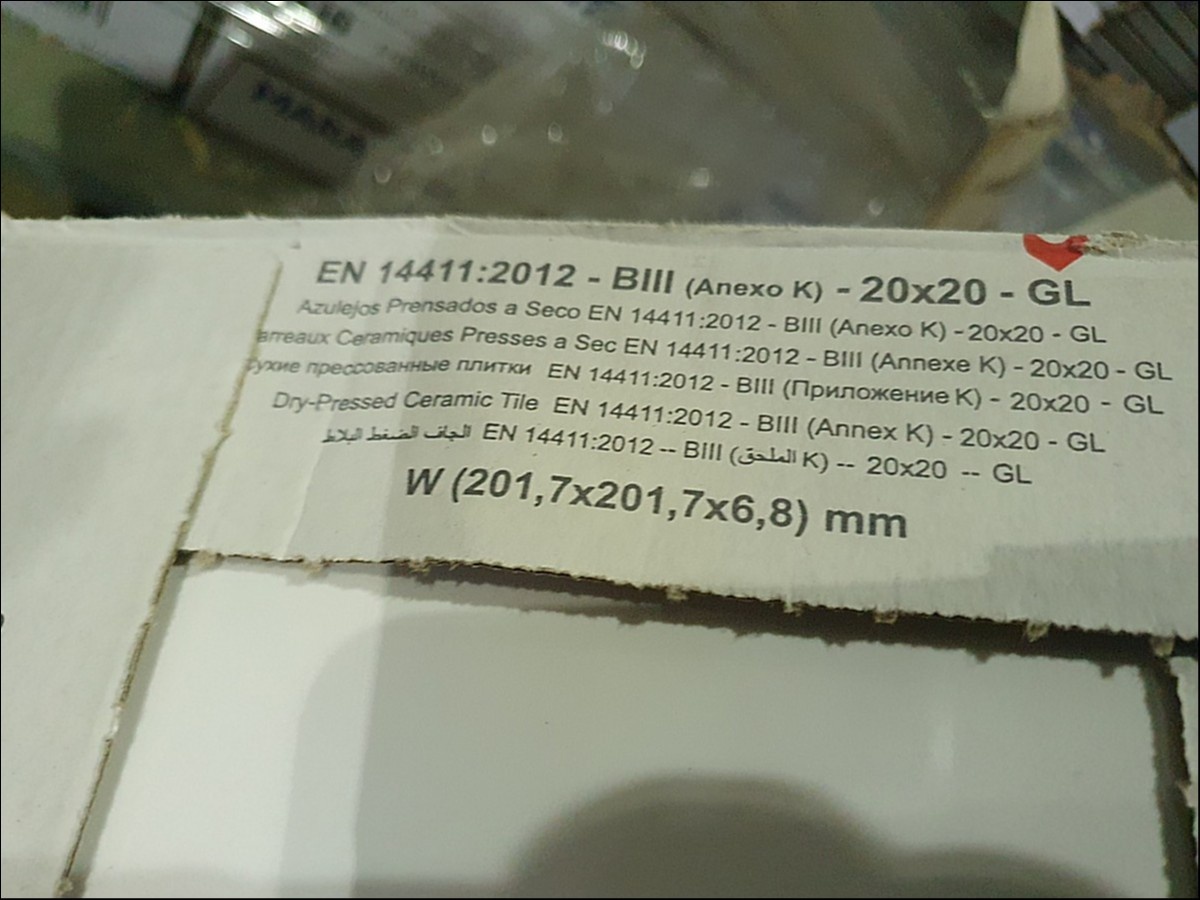 EN 14411:2012 - BIII (Anexo K) - 20x20 - GL
Azulejos Prensados a Seco EN 14411:2012 - BIII (Anexo K) - 20x20 - GL
arreaux Ceramiques Presses a Sec EN 14411:2012 - BIII (Annexe K) - 20x20 - GL
ухие прессованные плитки EN 14411:2012 - BIII (Приложение K) - 20x20 - GL
Dry-Pressed Ceramic Tile EN 14411:2012 - BIII (Annex K) - 20x20 - GL
الجاف الضغط البلاط EN 14411:2012 -- BIII (الملحق K) -- 20x20 -- GL
W (201,7x201,7x6,8) mm